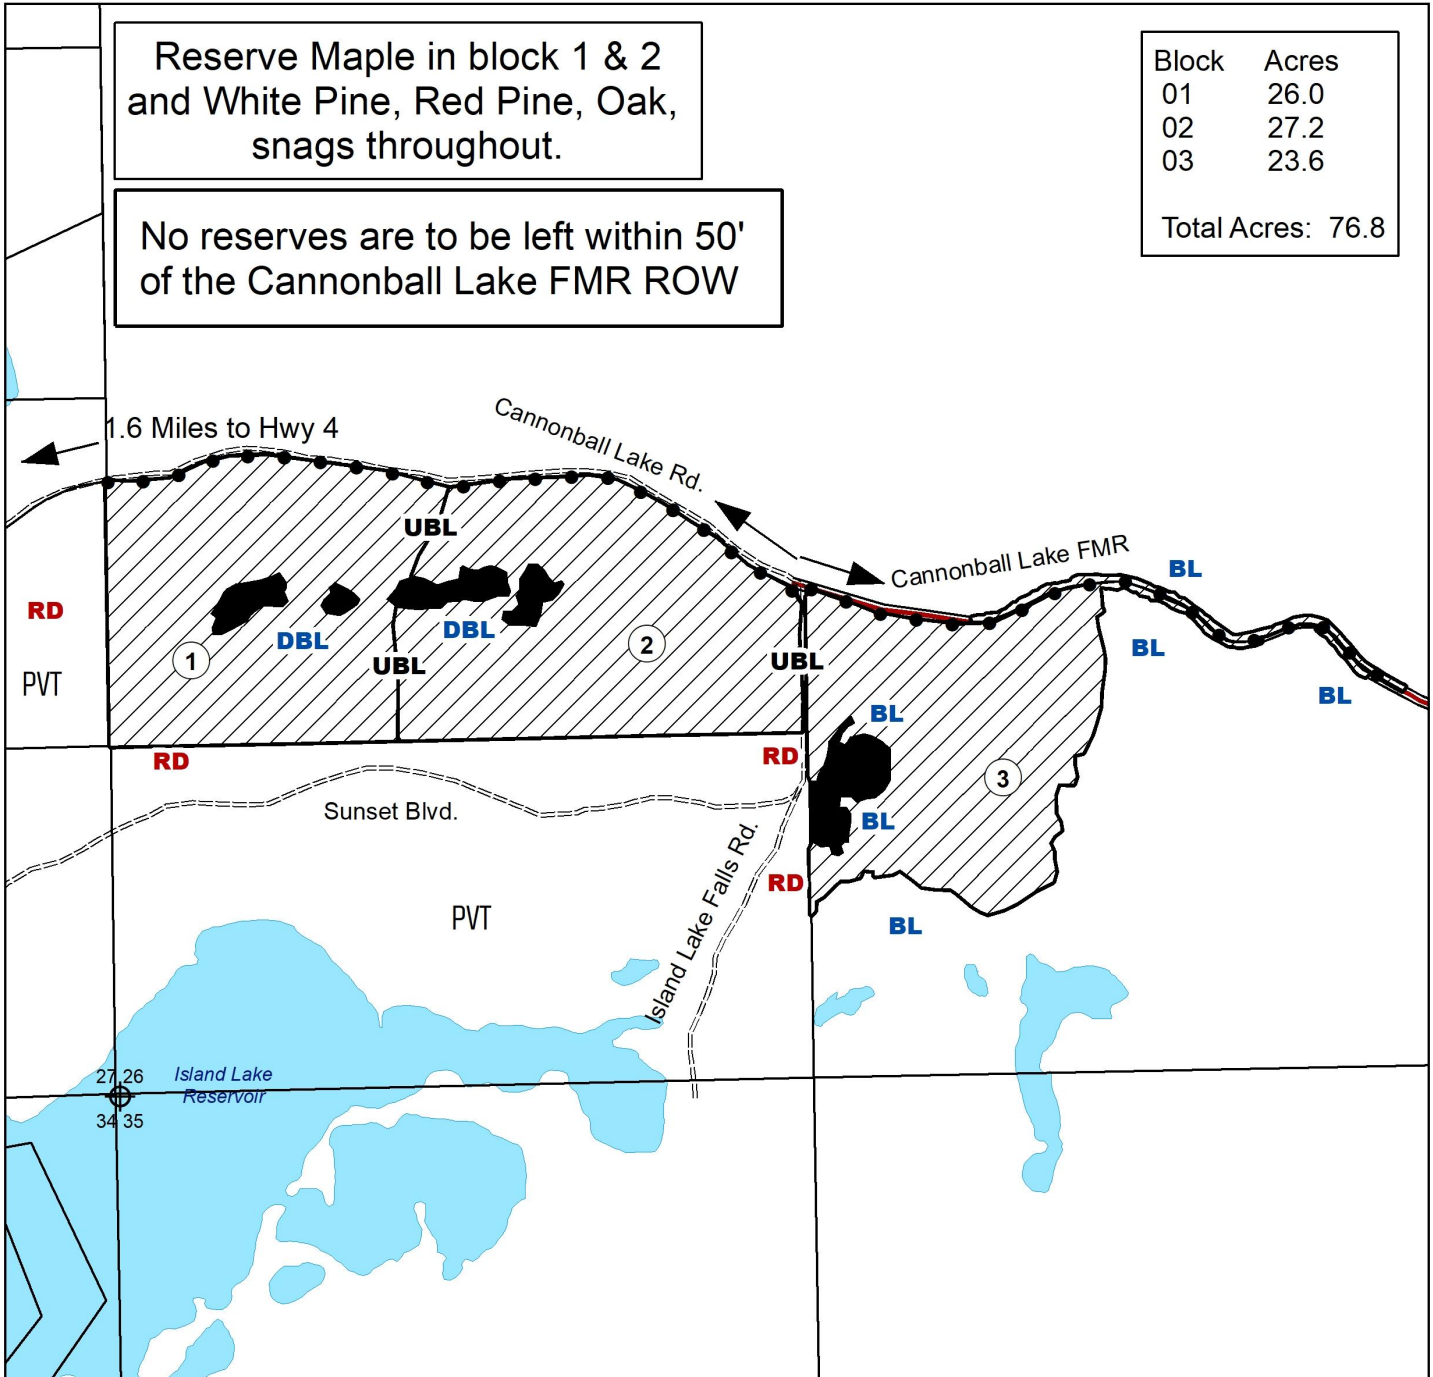 Reserve Maple in block 1 & 2
and White Pine, Red Pine, Oak,
snags throughout.
No reserves are to be left within 50'
of the Cannonball Lake FMR ROW
Block Acres
01 26.0
02 27.2
03 23.6
Total Acres: 76.8
1.6 Miles to Hwy 4
Cannonball Lake Rd.
Cannonball Lake FMR
UBL
BL
RD
DBL
DBL
1
2
UBL
UBL
BL
PVT
BL
BL
RD
RD
3
Sunset Blvd.
BL
Island Lake Falls Rd.
RD
PVT
BL
27 26
34 35
Island Lake
Reservoir